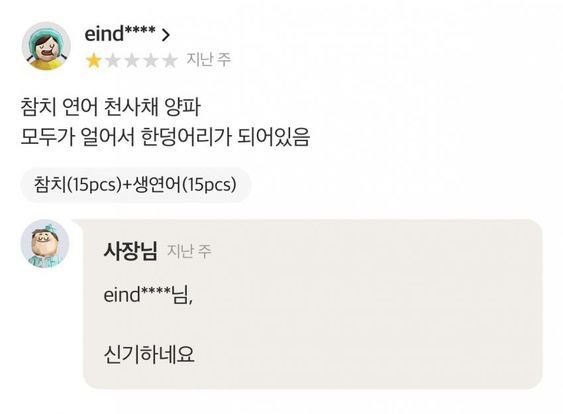 eind**** >
지난 주
참치 연어 천사채 양파
모두가 얼어서 한덩어리가 되어있음
참치(15pcs)+생연어(15pcs)
사장님 지난 주
eind****님,
신기하네요